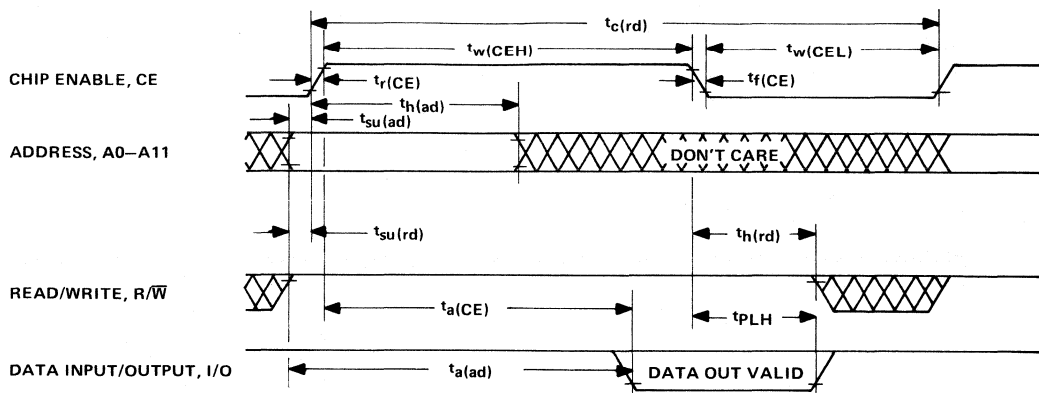 tc(rd)
tw(CEH)
tw(CEL)
CHIP ENABLE, CE
tr(CE)
tf(CE)
th(ad)
tsu(ad)
ADDRESS, A0–A11
DON'T CARE
tsu(rd)
th(rd)
READ/WRITE, R/W̅
ta(CE)
tPLH
DATA INPUT/OUTPUT, I/O
ta(ad)
DATA OUT VALID